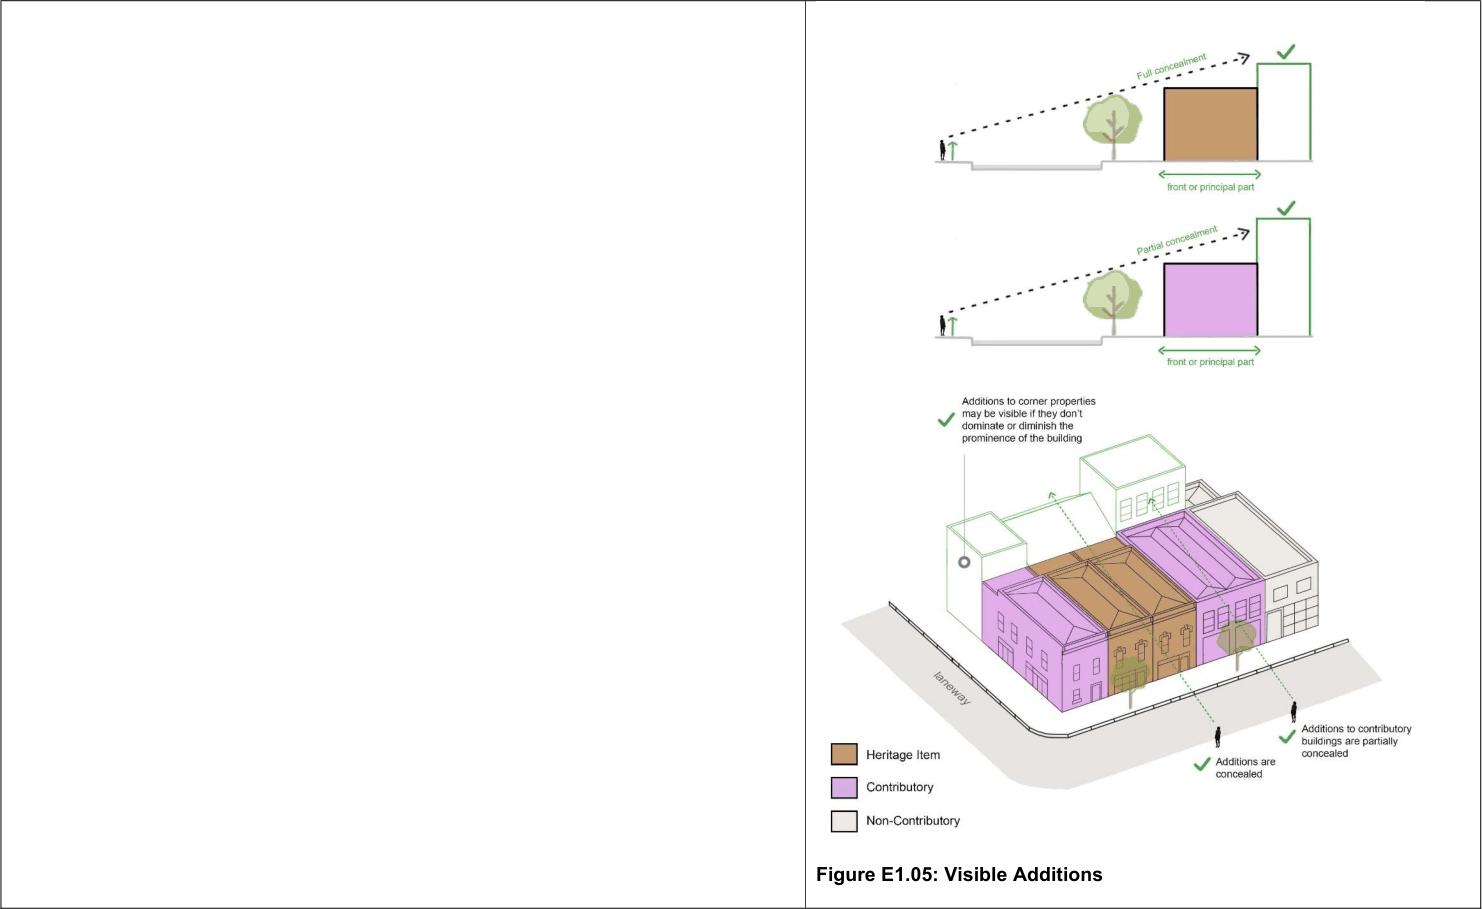 Full concealment
front or principal part
Partial concealment
front or principal part
Additions to corner properties
may be visible if they don't
dominate or diminish the
prominence of the building
laneway
Additions to contributory
buildings are partially
concealed
Additions are
concealed
Heritage Item
Contributory
Non-Contributory
Figure E1.05: Visible Additions